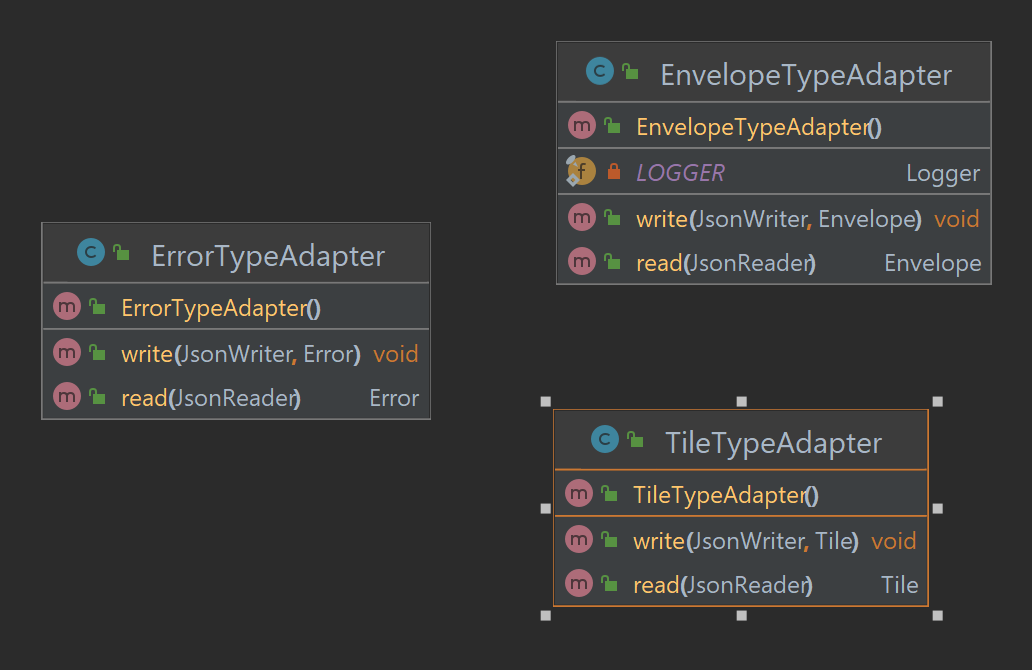 EnvelopeTypeAdapter
EnvelopeTypeAdapter()
LOGGER Logger
write(JsonWriter, Envelope) void
read(JsonReader) Envelope
ErrorTypeAdapter
ErrorTypeAdapter()
write(JsonWriter, Error) void
read(JsonReader) Error
TileTypeAdapter
TileTypeAdapter()
write(JsonWriter, Tile) void
read(JsonReader) Tile